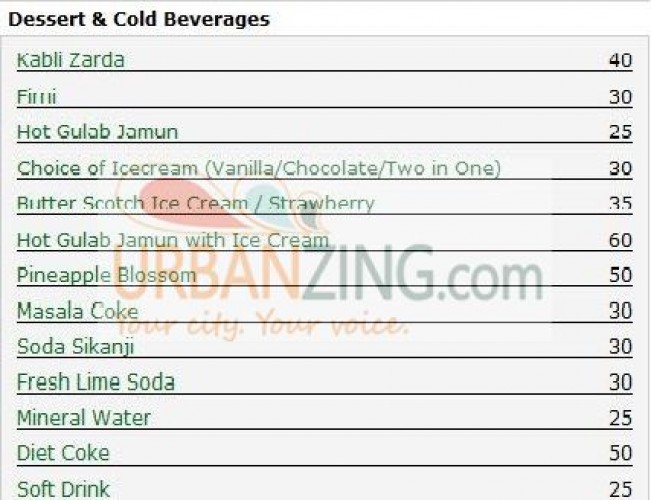 Dessert & Cold Beverages
Kabli Zarda 40
Firni 30
Hot Gulab Jamun 25
Choice of Icecream (Vanilla/Chocolate/Two in One) 30
Butter Scotch Ice Cream / Strawberry 35
Hot Gulab Jamun with Ice Cream 60
Pineapple Blossom 50
URBANZING.com
Masala Coke 30
Your city. Your voice.
Soda Sikanji 30
Fresh Lime Soda 30
Mineral Water 25
Diet Coke 50
Soft Drink 25